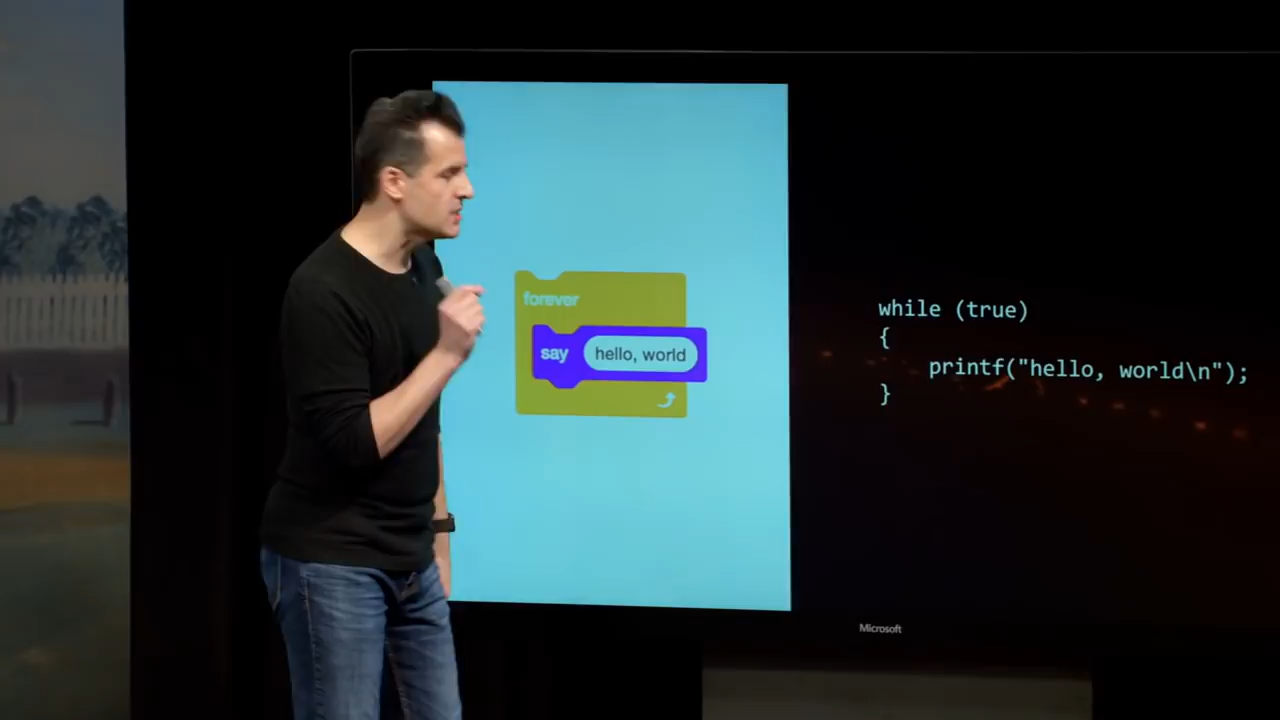 forever
say hello, world
while (true)
{
    printf("hello, world\n");
}
Microsoft